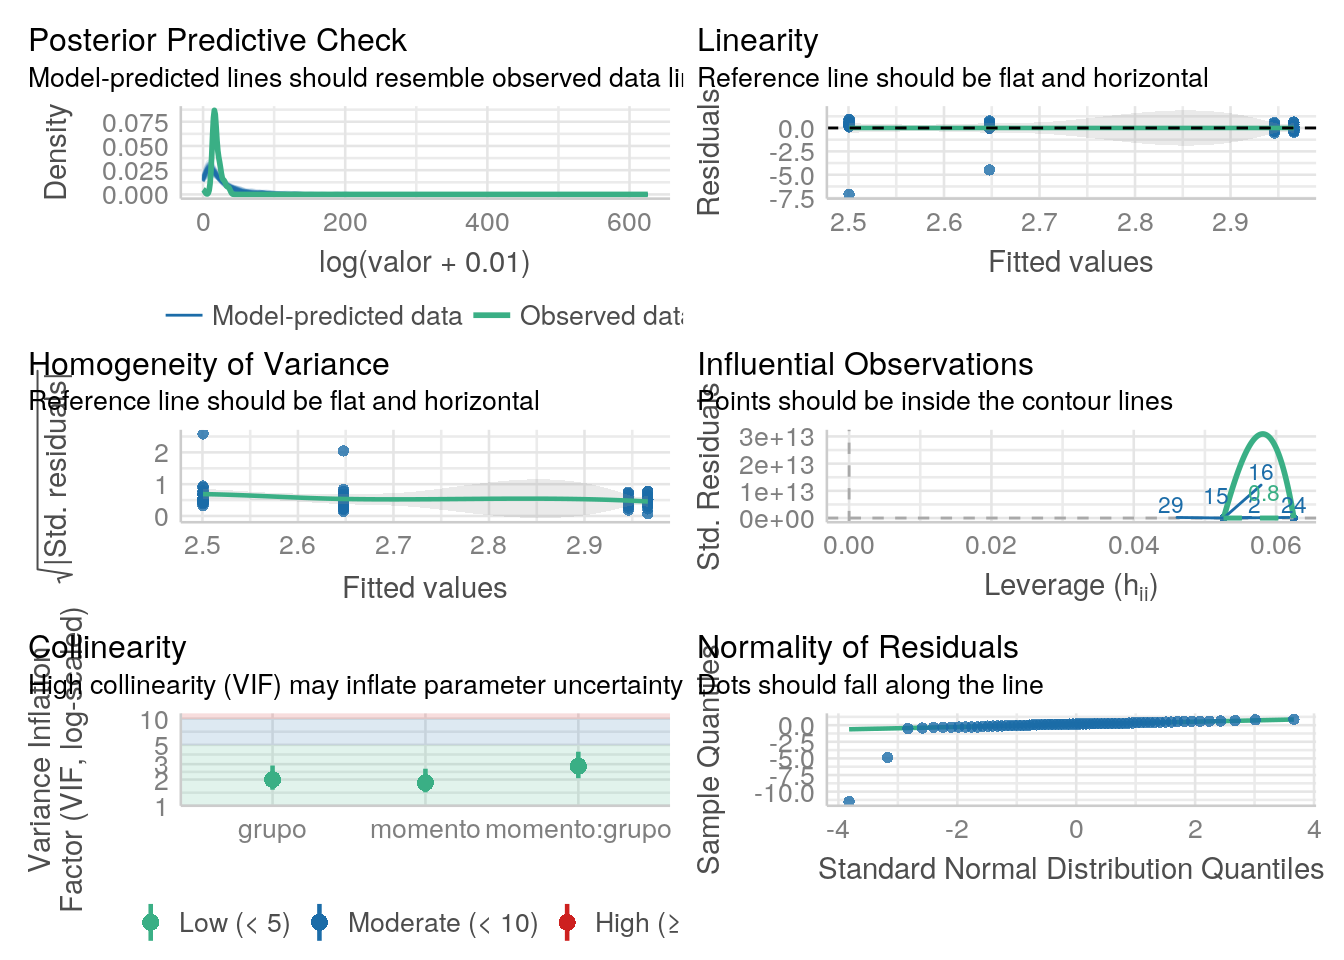 Posterior Predictive Check
Model-predicted lines should resemble observed data
Density
0.075
0.050
0.025
0.000
0 200 400 600
log(valor + 0.01)
Model-predicted data Observed data
Linearity
Reference line should be flat and horizontal
Residuals
0.0
-2.5
-5.0
-7.5
2.5 2.6 2.7 2.8 2.9
Fitted values
Homogeneity of Variance
Reference line should be flat and horizontal
√|Std. residuals|
2
1
0
2.5 2.6 2.7 2.8 2.9
Fitted values
Influential Observations
Points should be inside the contour lines
Std. Residuals
3e+13
2e+13
1e+13
0e+00
16
15
0.8
29
2
24
0.00 0.02 0.04 0.06
Leverage (hii)
Collinearity
High collinearity (VIF) may inflate parameter uncertainty
Variance Inflation
Factor (VIF, log-scaled)
10
5
3
2
1
grupo momento momento:grupo
Low (< 5) Moderate (< 10) High (≥
Normality of Residuals
Dots should fall along the line
Sample Quantiles
0.0
-2.5
-5.0
-7.5
-10.0
-4 -2 0 2 4
Standard Normal Distribution Quantiles